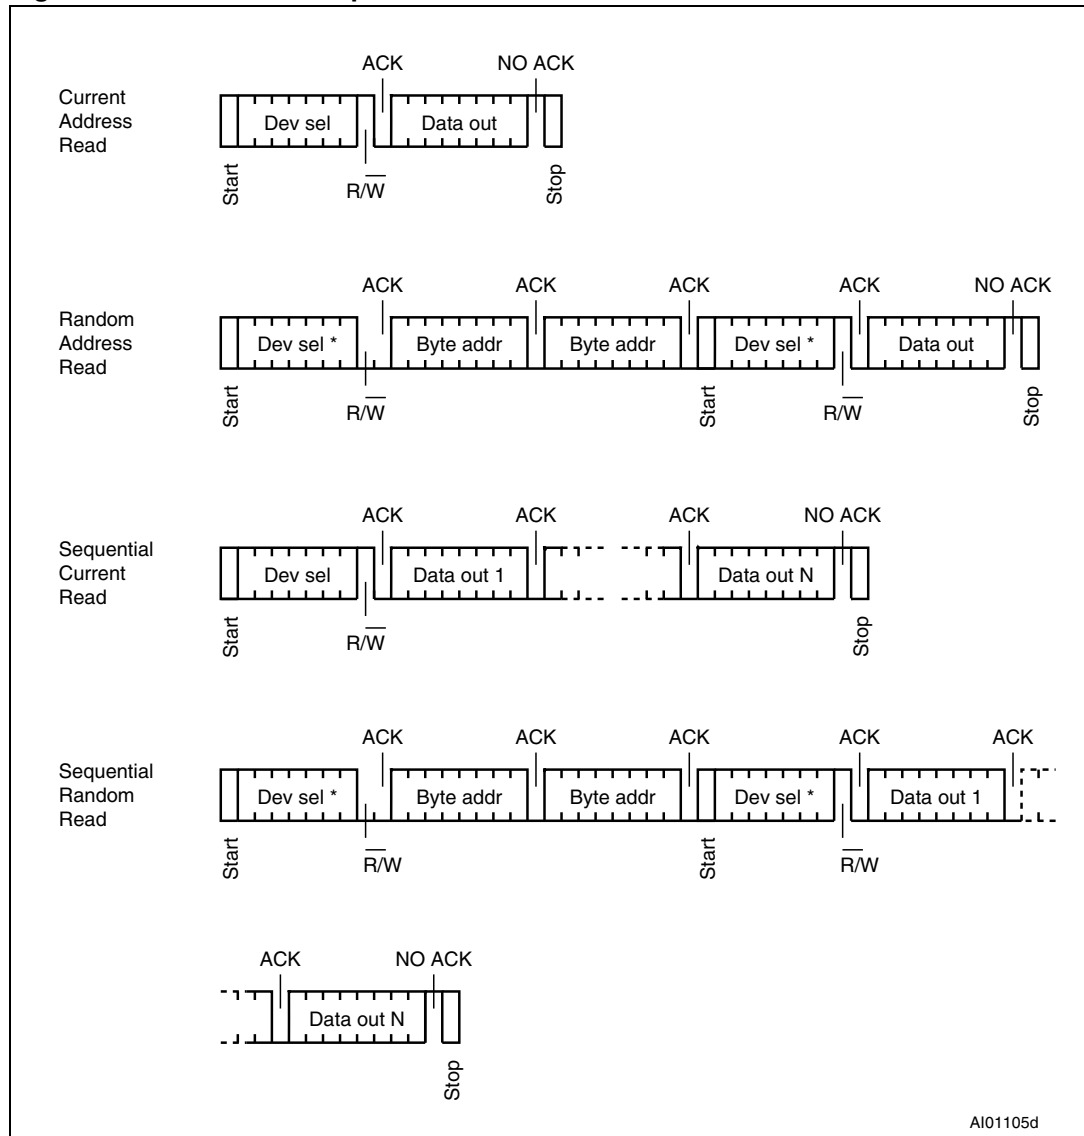 ACK NO ACK
Current
Address
Read
Dev sel Data out
Start R/W̅ Stop
ACK ACK ACK ACK NO ACK
Random
Address
Read
Dev sel * Byte addr Byte addr Dev sel * Data out
Start R/W̅ Start R/W̅ Stop
ACK ACK ACK NO ACK
Sequential
Current
Read
Dev sel Data out 1 Data out N
Start R/W̅ Stop
ACK ACK ACK ACK ACK
Sequential
Random
Read
Dev sel * Byte addr Byte addr Dev sel * Data out 1
Start R̅/W Start R̅/W
ACK NO ACK
Data out N
Stop
AI01105d